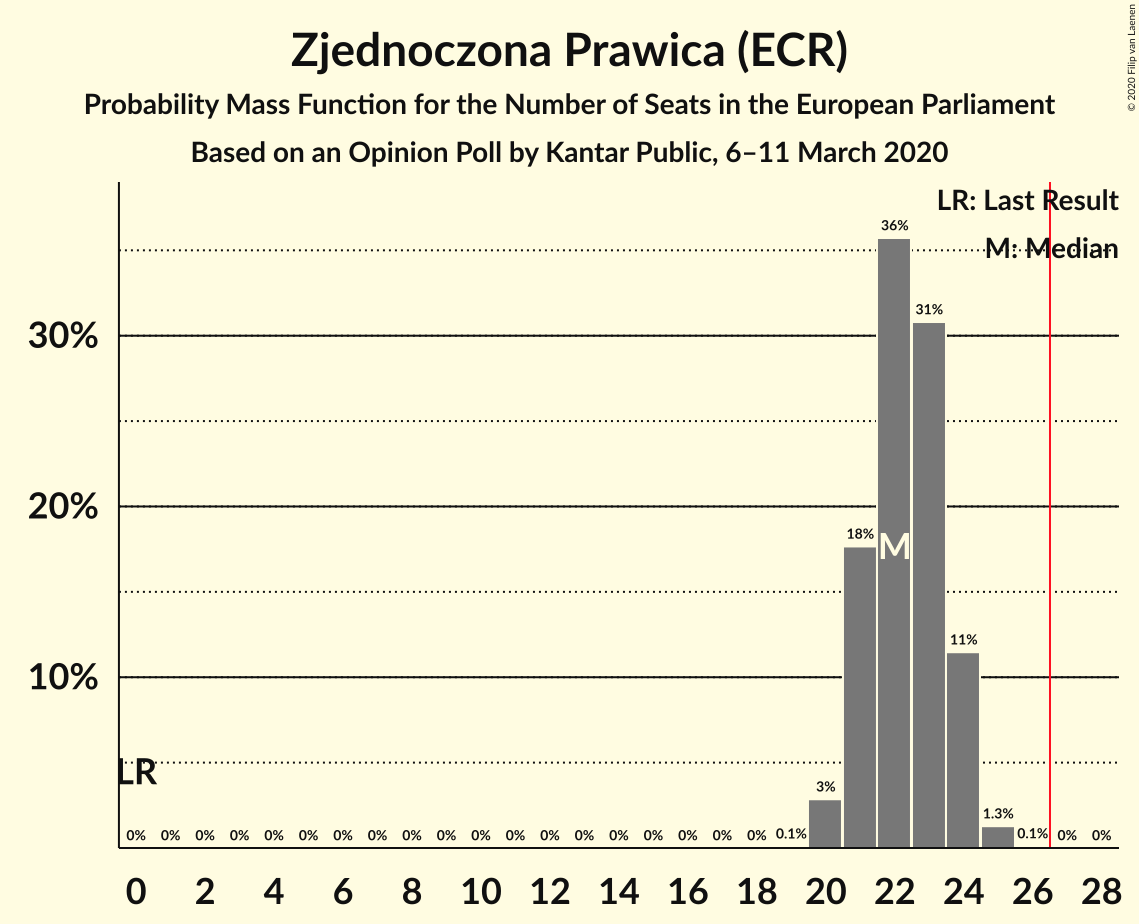 Zjednoczona Prawica (ECR)
Probability Mass Function for the Number of Seats in the European Parliament
Based on an Opinion Poll by Kantar Public, 6–11 March 2020
© 2020 Filip van Laenen
LR: Last Result
M: Median
36%
31%
30%
20%
18%
M
11%
10%
LR
3%
1.3%
0% 0% 0% 0% 0% 0% 0% 0% 0% 0% 0% 0% 0% 0% 0% 0% 0% 0% 0% 0.1% 0.1% 0% 0%
0 2 4 6 8 10 12 14 16 18 20 22 24 26 28